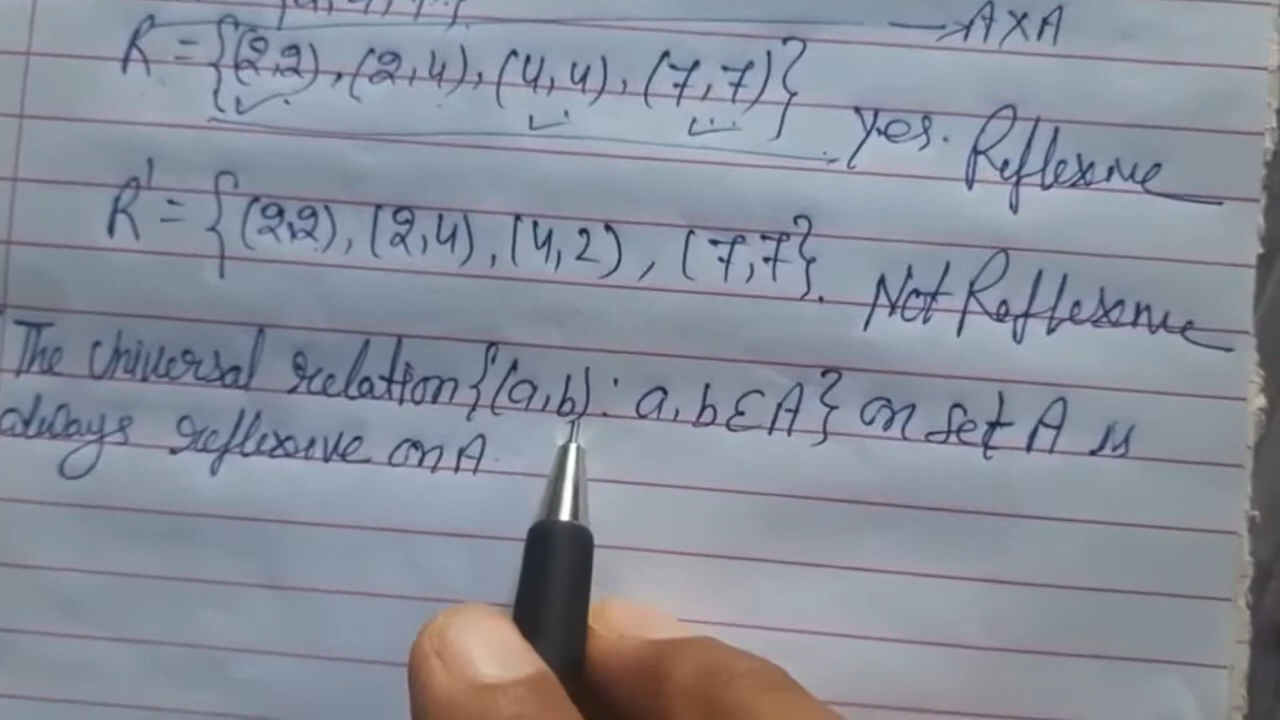 → A×A
R = {(2,2), (2,4), (4,4), (7,7)}
Yes. Reflexive
R' = {(2,2), (2,4), (4,2), (7,7)}.
Not Reflexive
The Universal relation {(a,b) : a,b ∈ A} on set A is
always reflexive on A.